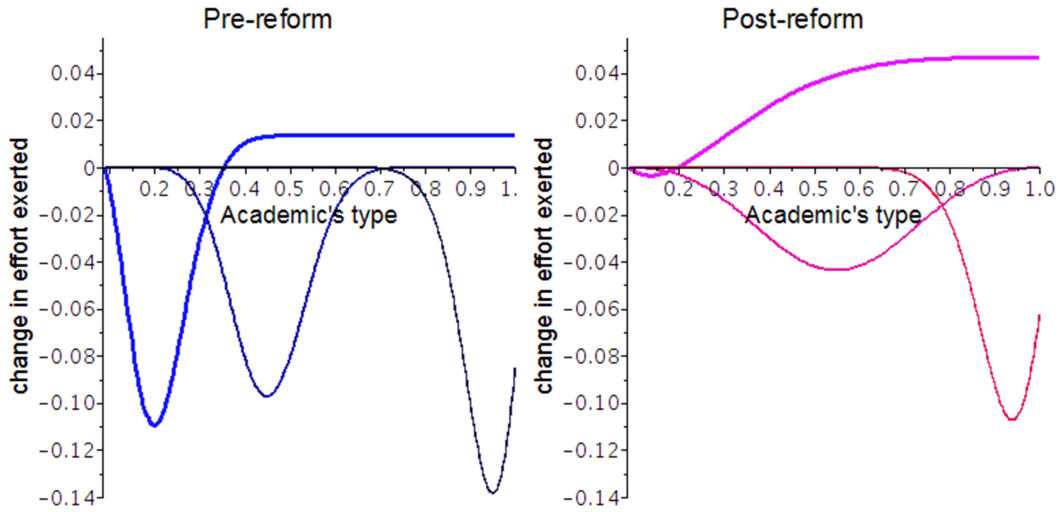 Pre-reform
Post-reform
change in effort exerted
0.04
0.02
0
-0.02
-0.04
-0.06
-0.08
-0.10
-0.12
-0.14
0.2 0.3 0.4 0.5 0.6 0.7 0.8 0.9 1.
Academic's type
change in effort exerted
0.04
0.02
0
-0.02
-0.04
-0.06
-0.08
-0.10
-0.12
-0.14
0.2 0.3 0.4 0.5 0.6 0.7 0.8 0.9 1.0
Academic's type